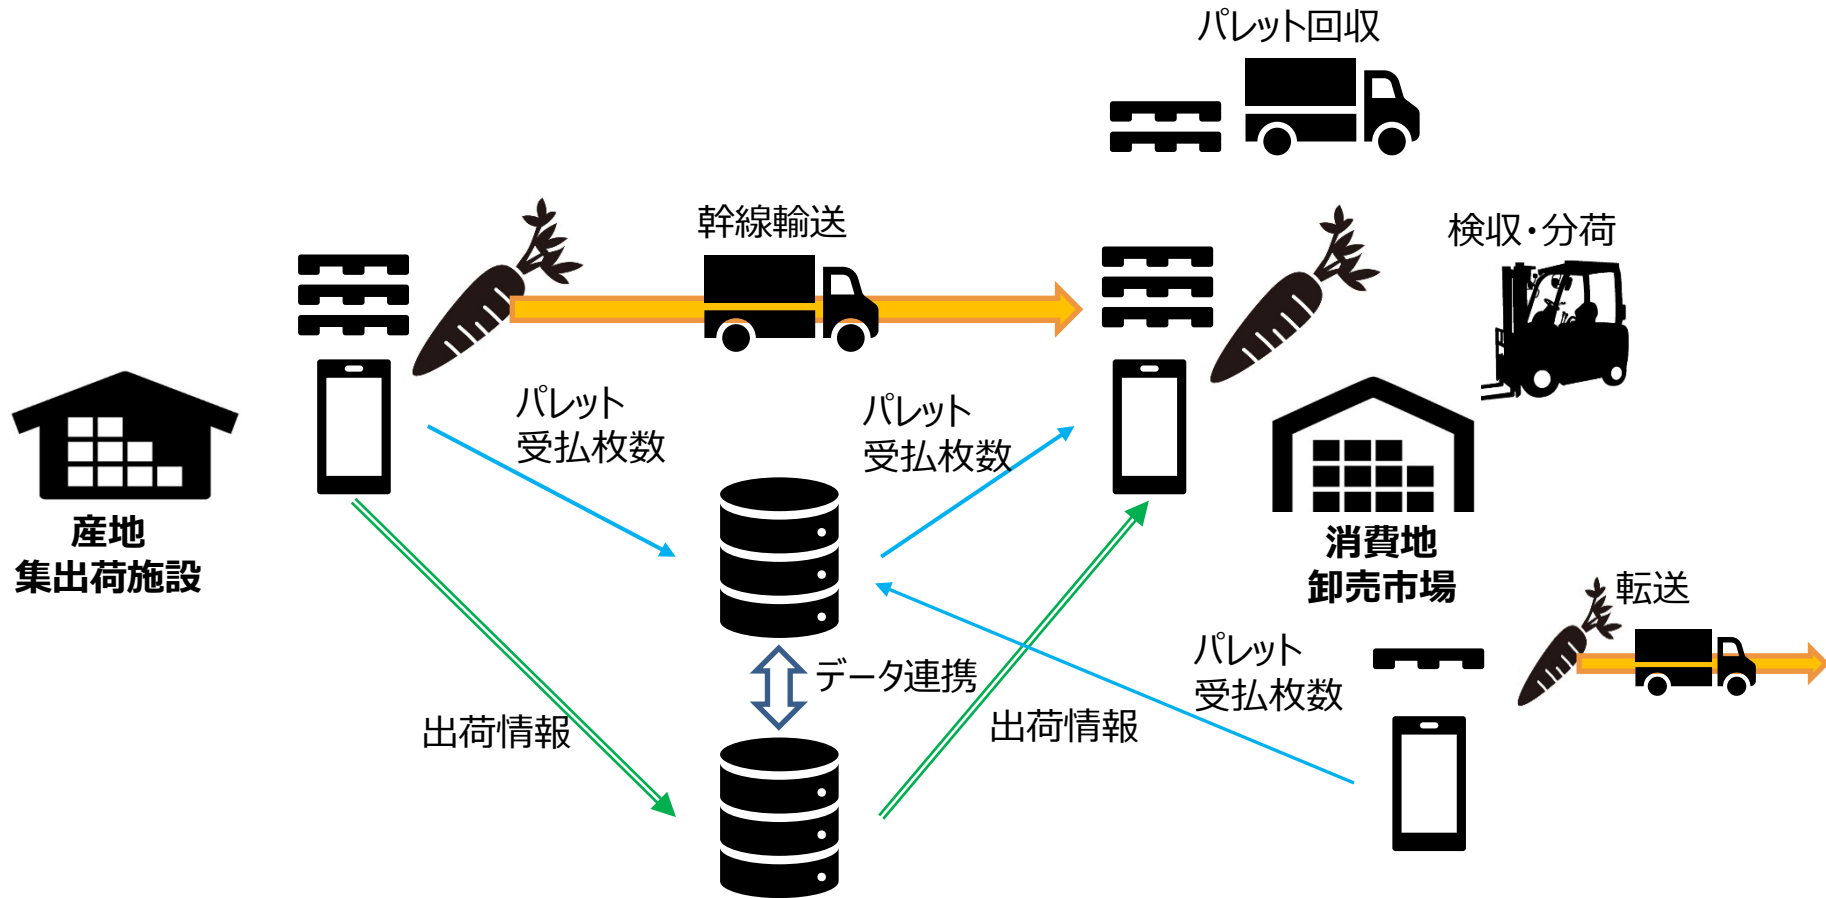 パレット回収
幹線輸送
検収・分荷
パレット
受払枚数
パレット
受払枚数
産地
集出荷施設
消費地
卸売市場
転送
データ連携
パレット
受払枚数
出荷情報
出荷情報